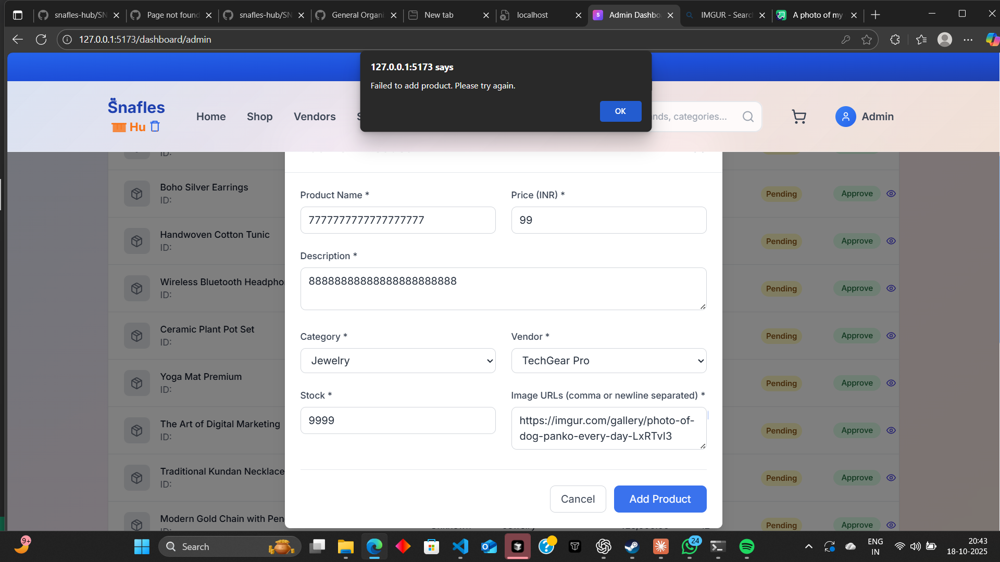 snafles-hub/SN
Page not found
snafles-hub/SN
General Organi
New tab
localhost
Admin Dashbo
IMGUR - Searc
A photo of my
127.0.0.1:5173/dashboard/admin
127.0.0.1:5173 says
Failed to add product. Please try again.
OK
Snafles
Hu
Home
Shop
Vendors
nds, categories...
Admin
ID:
Boho Silver Earrings
ID:
Pending
Approve
Handwoven Cotton Tunic
ID:
Pending
Approve
Wireless Bluetooth Headpho
ID:
Pending
Approve
Ceramic Plant Pot Set
ID:
Pending
Approve
Yoga Mat Premium
ID:
Pending
Approve
The Art of Digital Marketing
ID:
Pending
Approve
Traditional Kundan Necklace
ID:
Pending
Approve
Modern Gold Chain with Pen
ID:
Pending
Approve
Product Name *
7777777777777777777
Price (INR) *
99
Description *
88888888888888888888888
Category *
Jewelry
Vendor *
TechGear Pro
Stock *
9999
Image URLs (comma or newline separated) *
https://imgur.com/gallery/photo-of-
dog-panko-every-day-LxRTvI3
Cancel
Add Product
9+
Search
24
ENG
IN
20:43
18-10-2025